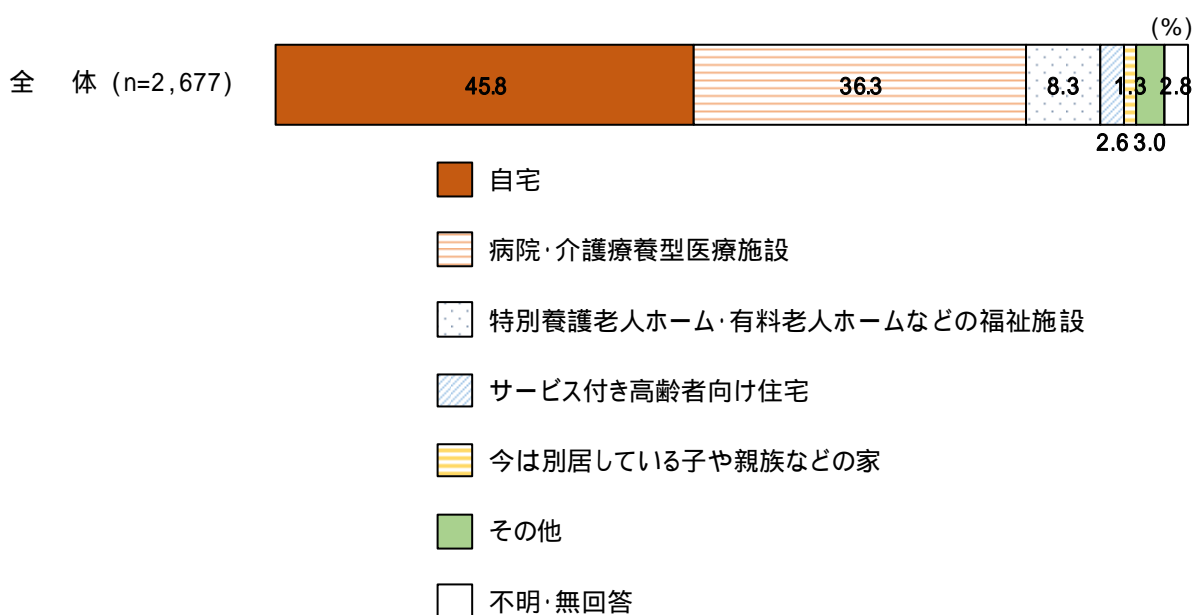 (%)
全 体 (n=2,677)
45.8 36.3 8.3 1.3 2.8
2.6 3.0
自宅
病院・介護療養型医療施設
特別養護老人ホーム・有料老人ホームなどの福祉施設
サービス付き高齢者向け住宅
今は別居している子や親族などの家
その他
不明・無回答